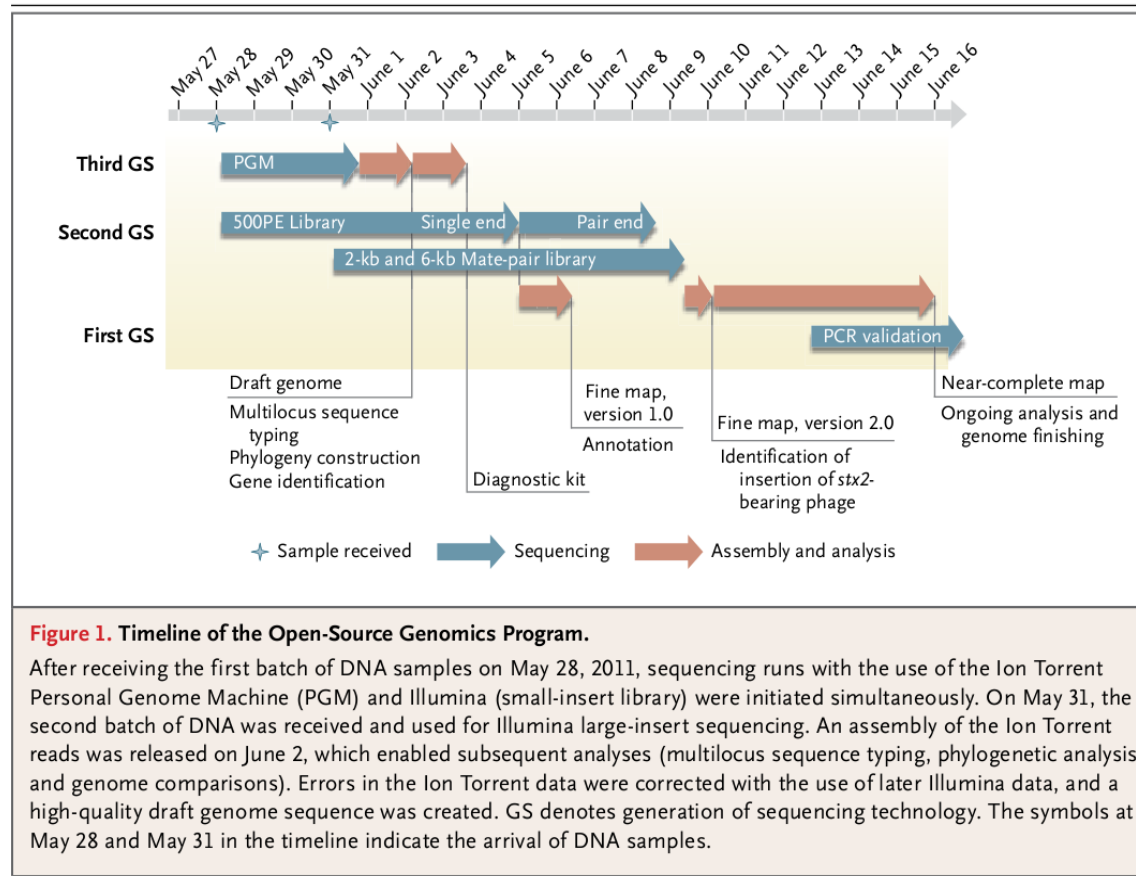 May 27
May 28
May 29
May 30
May 31
June 1
June 2
June 3
June 4
June 5
June 6
June 7
June 8
June 9
June 10
June 11
June 12
June 13
June 14
June 15
June 16
Third GS
PGM
Second GS
500PE Library
Single end
Pair end
2-kb and 6-kb Mate-pair library
First GS
PCR validation
Draft genome
Multilocus sequence
typing
Phylogeny construction
Gene identification
Diagnostic kit
Fine map,
version 1.0
Annotation
Fine map, version 2.0
Identification of
insertion of stx2-
bearing phage
Near-complete map
Ongoing analysis and
genome finishing
Sample received
Sequencing
Assembly and analysis
Figure 1. Timeline of the Open-Source Genomics Program.
After receiving the first batch of DNA samples on May 28, 2011, sequencing runs with the use of the Ion Torrent
Personal Genome Machine (PGM) and Illumina (small-insert library) were initiated simultaneously. On May 31, the
second batch of DNA was received and used for Illumina large-insert sequencing. An assembly of the Ion Torrent
reads was released on June 2, which enabled subsequent analyses (multilocus sequence typing, phylogenetic analysis
and genome comparisons). Errors in the Ion Torrent data were corrected with the use of later Illumina data, and a
high-quality draft genome sequence was created. GS denotes generation of sequencing technology. The symbols at
May 28 and May 31 in the timeline indicate the arrival of DNA samples.